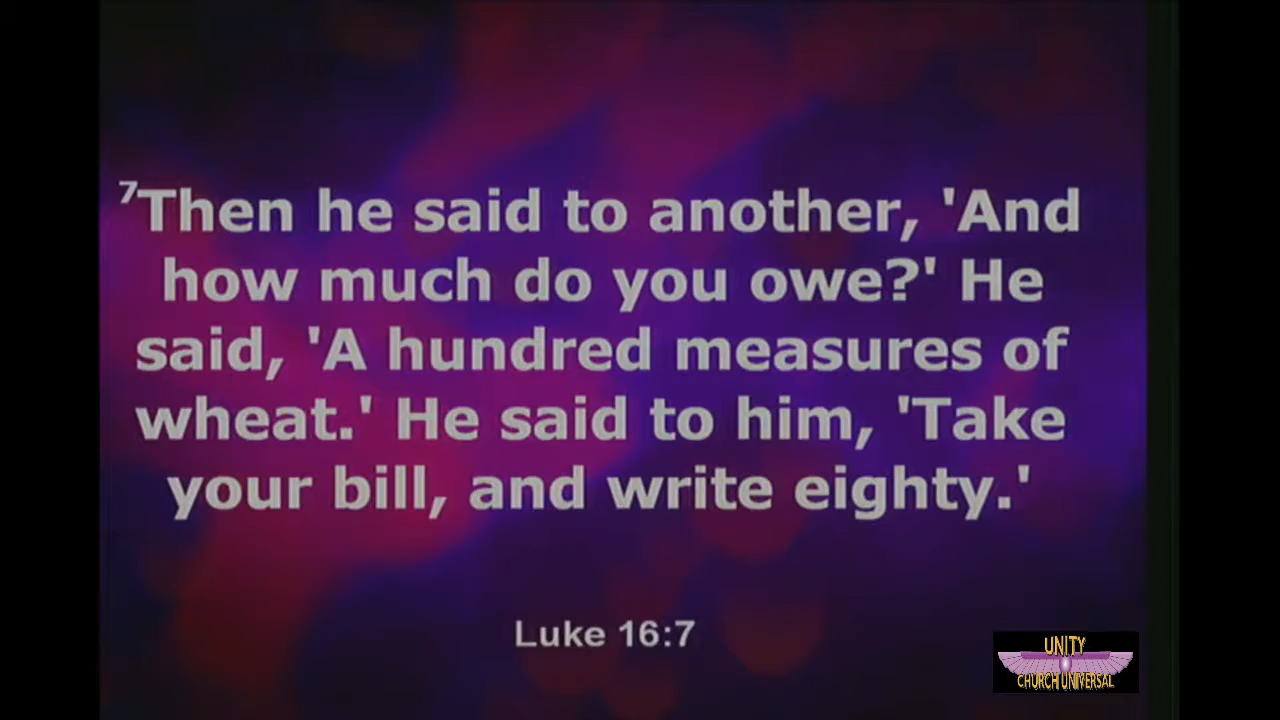 ⁷Then he said to another, 'And
how much do you owe?' He
said, 'A hundred measures of
wheat.' He said to him, 'Take
your bill, and write eighty.'
Luke 16:7
UNITY
CHURCH UNIVERSAL